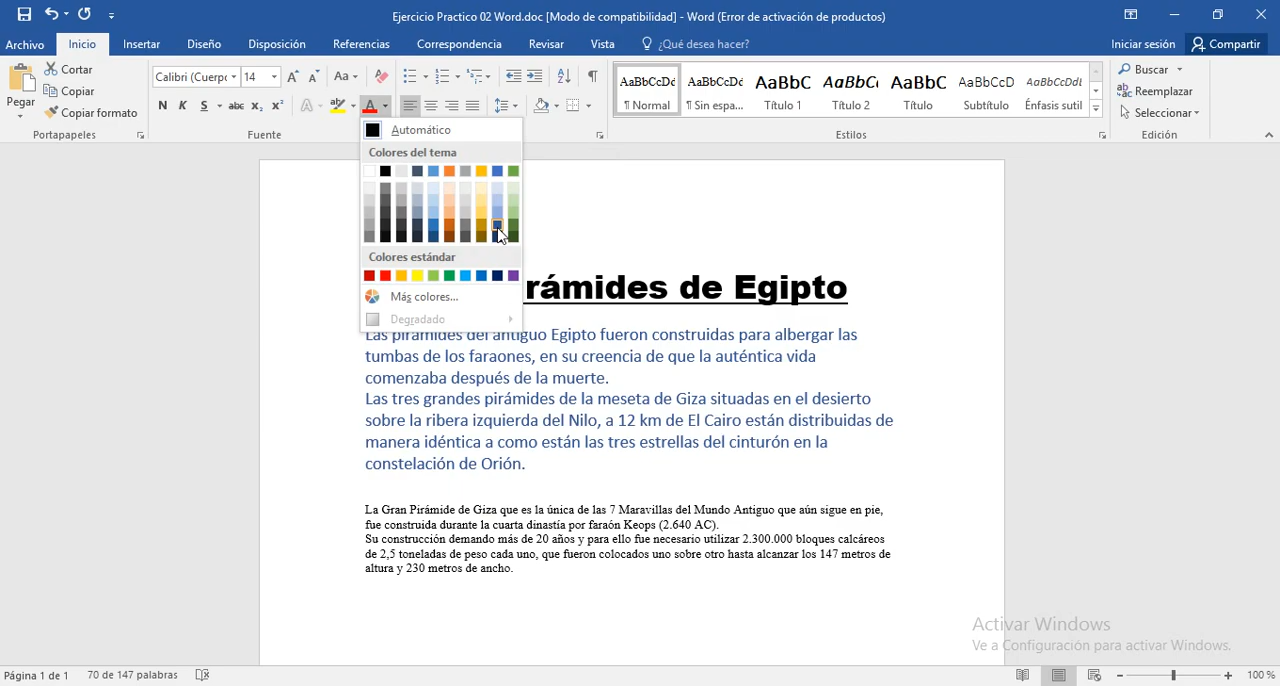 Ejercicio Practico 02 Word.doc [Modo de compatibilidad] - Word (Error de activación de productos)
Archivo Inicio Insertar Diseño Disposición Referencias Correspondencia Revisar Vista ¿Qué desea hacer? Iniciar sesión Compartir
Pegar
Cortar
Copiar
Copiar formato
Portapapeles
Calibri (Cuerpo 14
N K S abc x₂ x²
Fuente
AaBbCcDc AaBbCcDc AaBbC AaBbCc AaBbC AaBbCcD AaBbCcDdl
¶ Normal ¶ Sin espa... Título 1 Título 2 Título Subtítulo Énfasis sutil
Estilos
Buscar
Reemplazar
Seleccionar
Edición
Automático
Colores del tema
Colores estándar
Más colores...
Degradado
rámides de Egipto
Las pirámides del antiguo Egipto fueron construidas para albergar las
tumbas de los faraones, en su creencia de que la auténtica vida
comenzaba después de la muerte.
Las tres grandes pirámides de la meseta de Giza situadas en el desierto
sobre la ribera izquierda del Nilo, a 12 km de El Cairo están distribuidas de
manera idéntica a como están las tres estrellas del cinturón en la
constelación de Orión.
La Gran Pirámide de Giza que es la única de las 7 Maravillas del Mundo Antiguo que aún sigue en pie,
fue construida durante la cuarta dinastía por faraón Keops (2.640 AC).
Su construcción demando más de 20 años y para ello fue necesario utilizar 2.300.000 bloques calcáreos
de 2,5 toneladas de peso cada uno, que fueron colocados uno sobre otro hasta alcanzar los 147 metros de
altura y 230 metros de ancho.
Activar Windows
Ve a Configuración para activar Windows.
Página 1 de 1 70 de 147 palabras 100 %